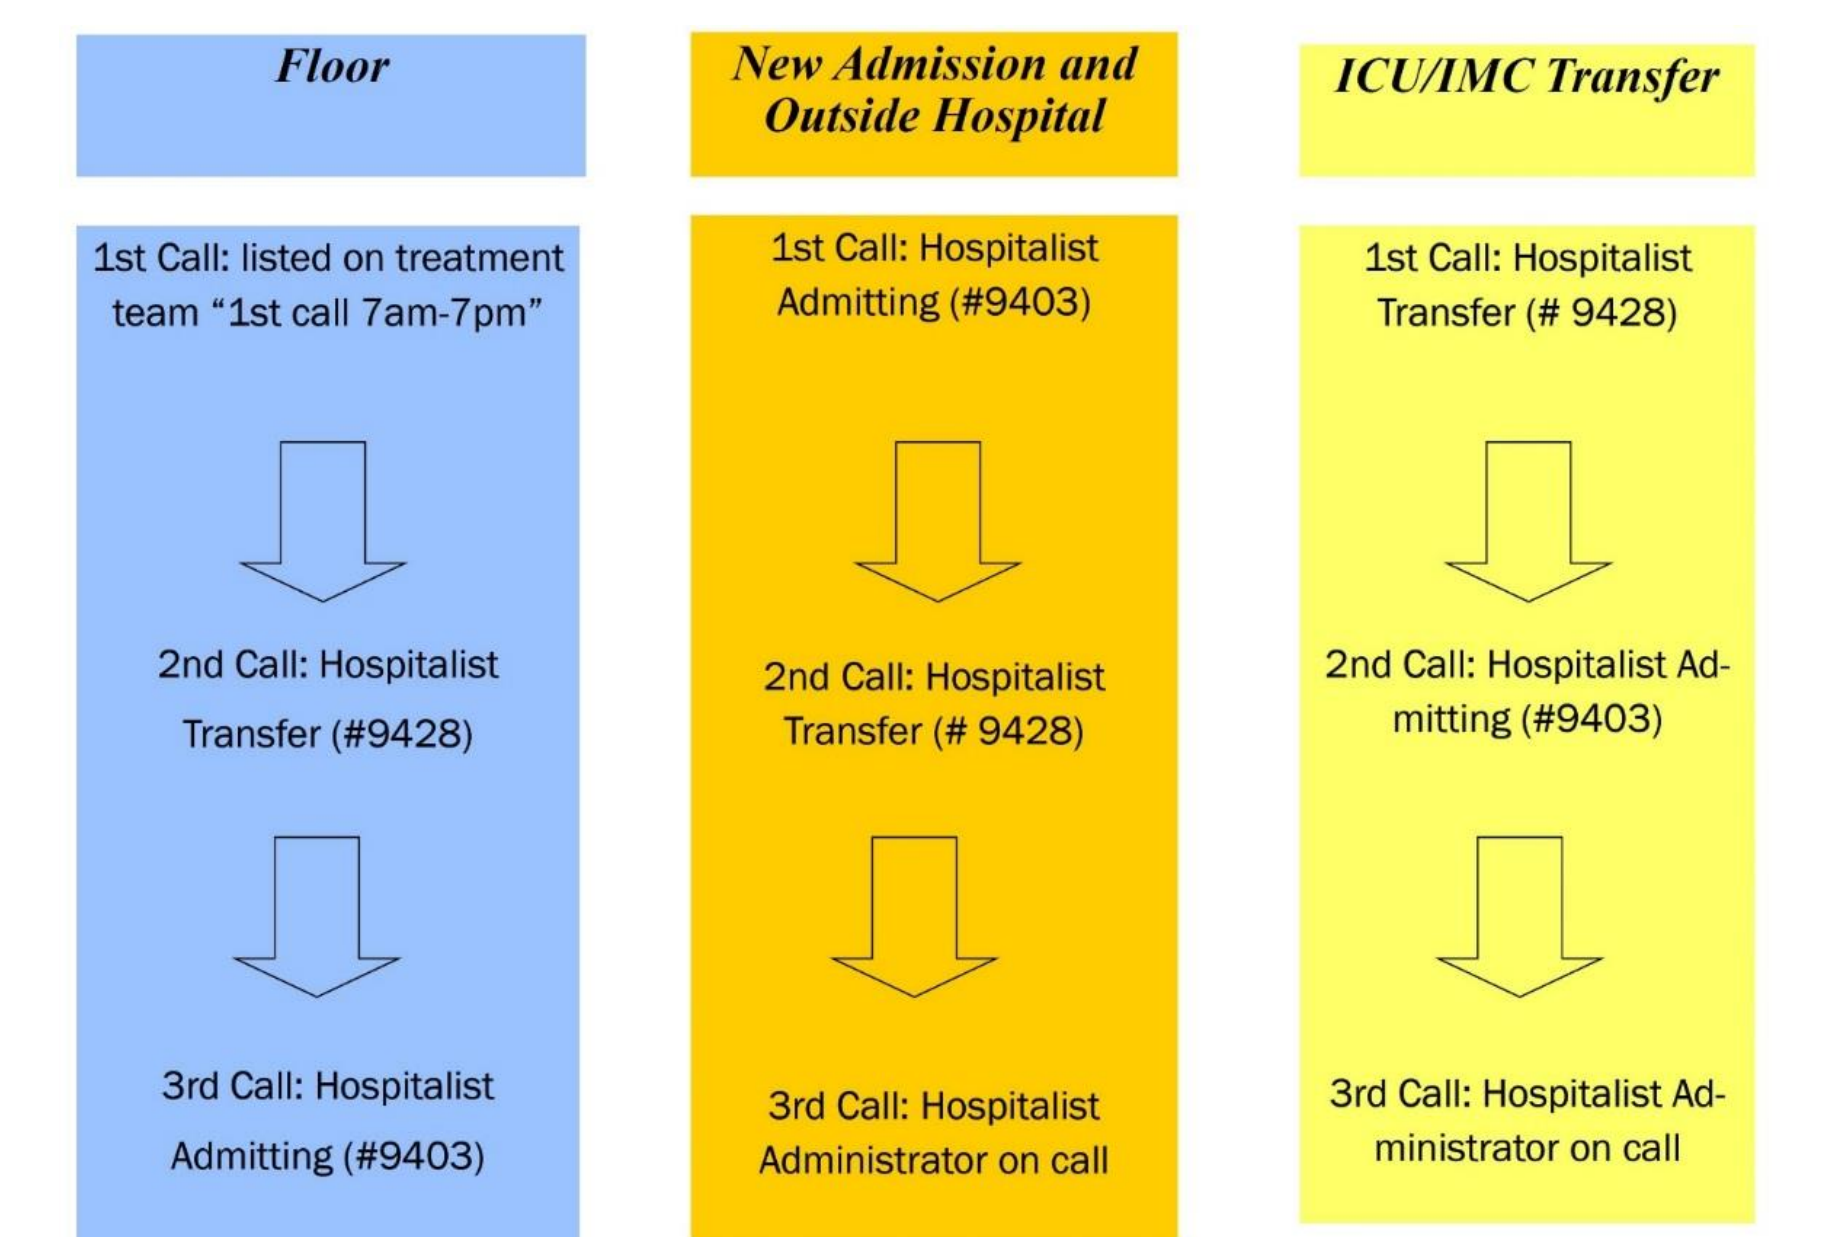 Floor
1st Call: listed on treatment
team “1st call 7am-7pm”
2nd Call: Hospitalist
Transfer (#9428)
3rd Call: Hospitalist
Admitting (#9403)
New Admission and
Outside Hospital
1st Call: Hospitalist
Admitting (#9403)
2nd Call: Hospitalist
Transfer (# 9428)
3rd Call: Hospitalist
Administrator on call
ICU/IMC Transfer
1st Call: Hospitalist
Transfer (# 9428)
2nd Call: Hospitalist Ad-
mitting (#9403)
3rd Call: Hospitalist Ad-
ministrator on call